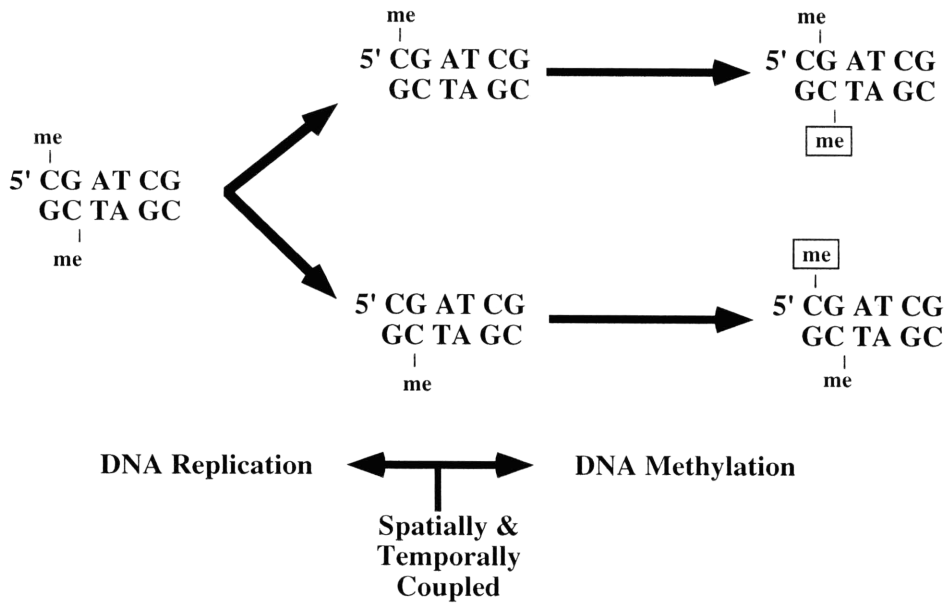 me
5' CG AT CG
GC TA GC
me
me
5' CG AT CG
GC TA GC
5' CG AT CG
GC TA GC
me
me
5' CG AT CG
GC TA GC
me
me
5' CG AT CG
GC TA GC
me
DNA Replication
DNA Methylation
Spatially &
Temporally
Coupled